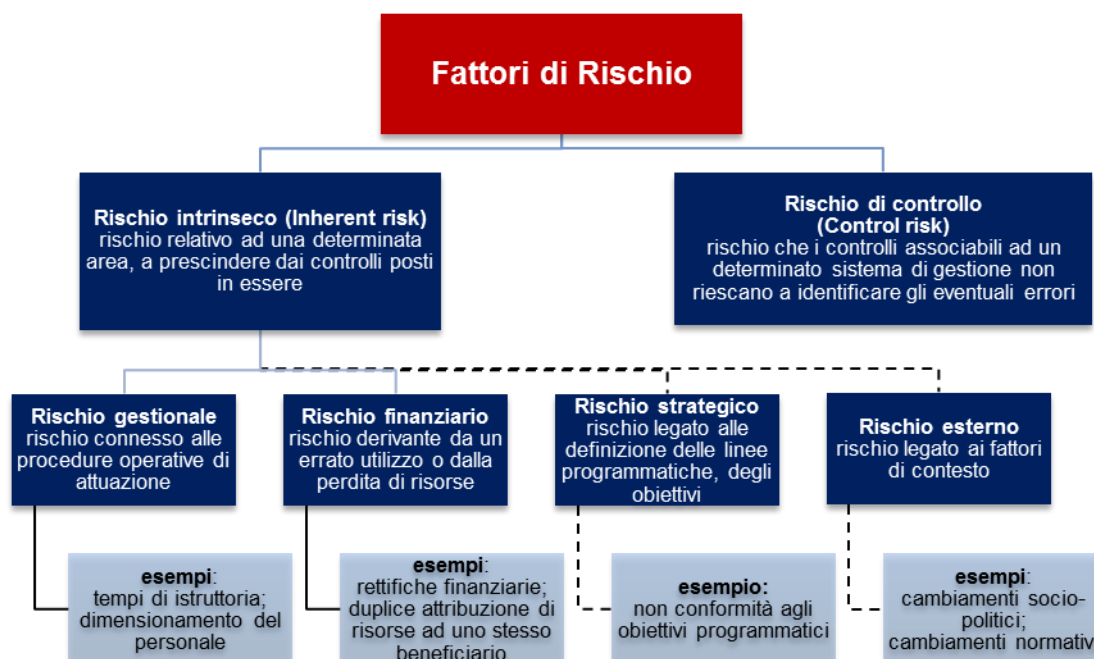 Fattori di Rischio
Rischio intrinseco (Inherent risk)
rischio relativo ad una determinata
area, a prescindere dai controlli posti
in essere
Rischio di controllo
(Control risk)
rischio che i controlli associabili ad un
determinato sistema di gestione non
riescano a identificare gli eventuali errori
Rischio gestionale
rischio connesso alle
procedure operative di
attuazione
Rischio finanziario
rischio derivante da un
errato utilizzo o dalla
perdita di risorse
Rischio strategico
rischio legato alle
definizione delle linee
programmatiche, degli
obiettivi
Rischio esterno
rischio legato ai fattori
di contesto
esempi:
tempi di istruttoria;
dimensionamento del
personale
esempi:
rettifiche finanziarie;
duplice attribuzione di
risorse ad uno stesso
beneficiario
esempio:
non conformità agli
obiettivi programmatici
esempi:
cambiamenti socio-
politici;
cambiamenti normativi